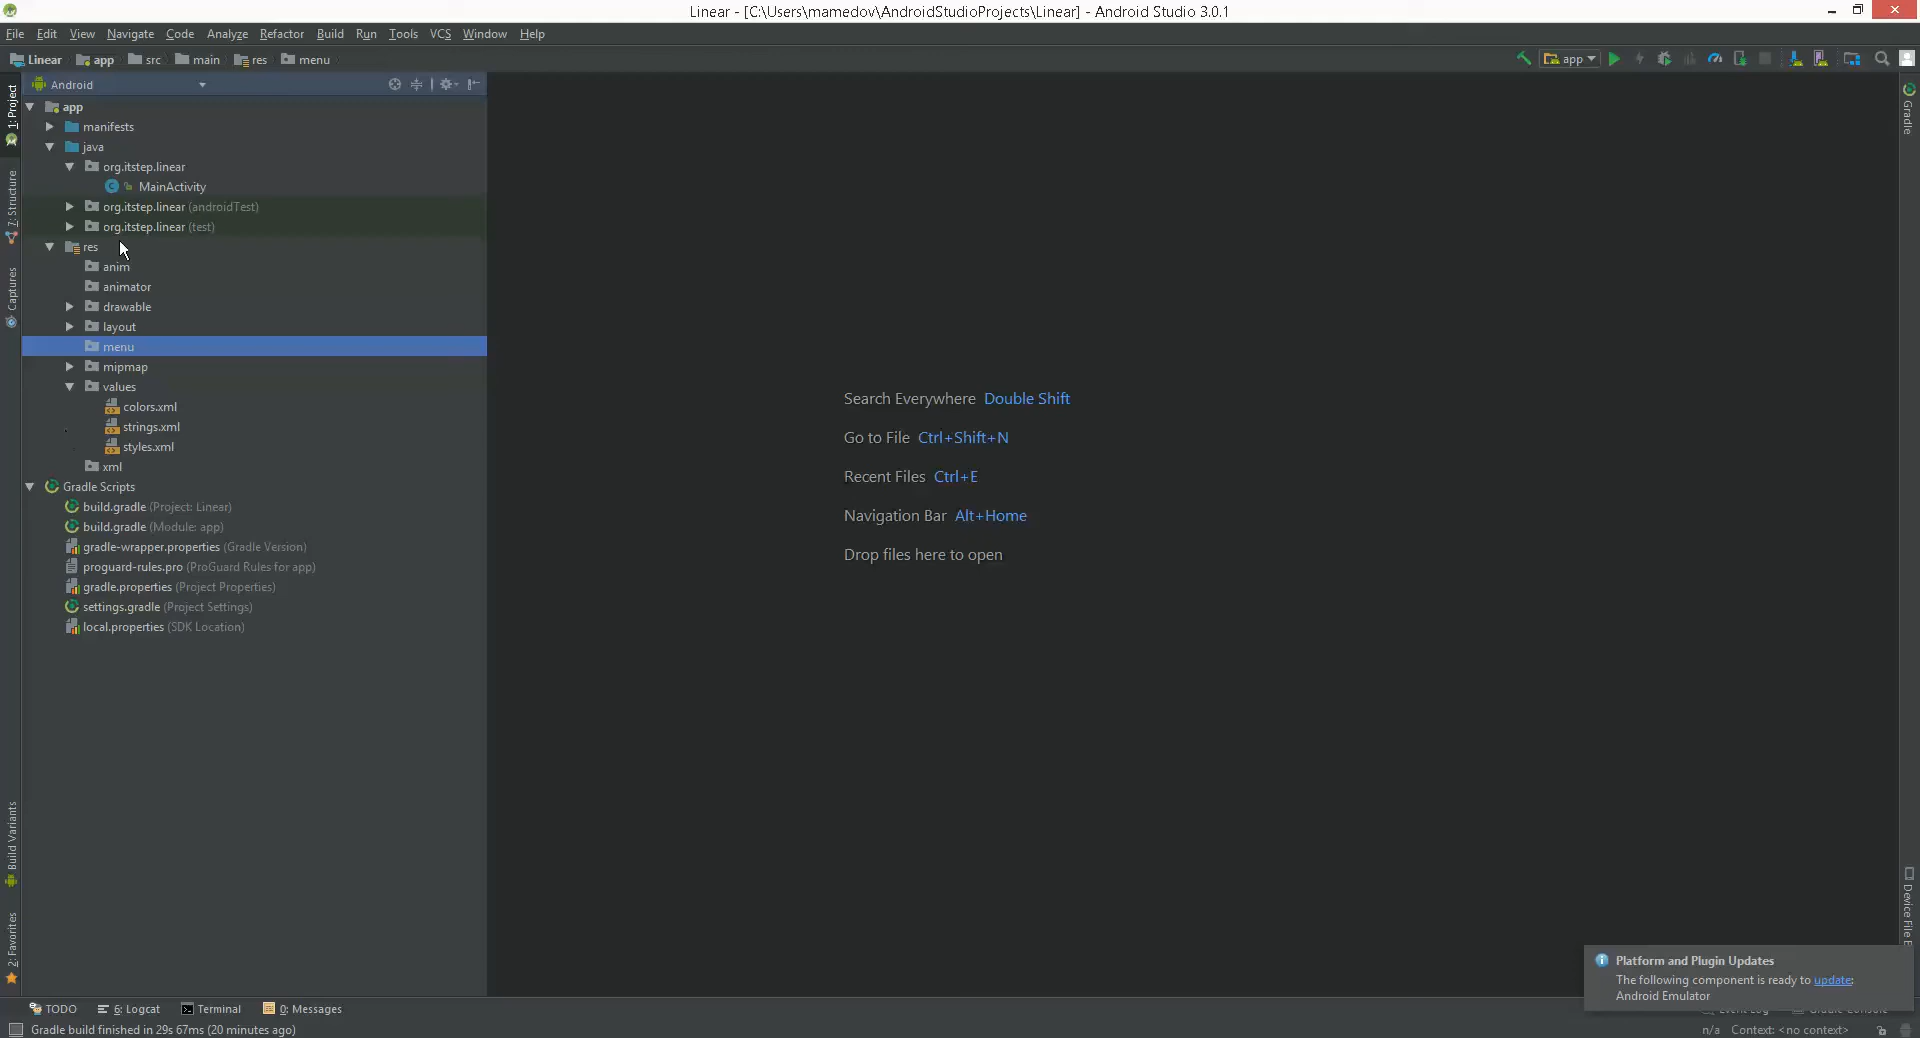 Linear - [C:\Users\mamedov\AndroidStudioProjects\Linear] - Android Studio 3.0.1
File Edit View Navigate Code Analyze Refactor Build Run Tools VCS Window Help
Linear app src main res menu
app
Android
1: Project
7: Structure
Captures
Build Variants
2: Favorites
app
manifests
java
org.itstep.linear
MainActivity
org.itstep.linear (androidTest)
org.itstep.linear (test)
res
anim
animator
drawable
layout
menu
mipmap
values
colors.xml
strings.xml
styles.xml
xml
Gradle Scripts
build.gradle (Project: Linear)
build.gradle (Module: app)
gradle-wrapper.properties (Gradle Version)
proguard-rules.pro (ProGuard Rules for app)
gradle.properties (Project Properties)
settings.gradle (Project Settings)
local.properties (SDK Location)
Search Everywhere Double Shift
Go to File Ctrl+Shift+N
Recent Files Ctrl+E
Navigation Bar Alt+Home
Drop files here to open
Gradle
Device File
Platform and Plugin Updates
The following component is ready to update:
Android Emulator
TODO 6: Logcat Terminal 0: Messages
Gradle build finished in 29s 67ms (20 minutes ago)
n/a Context: <no context>